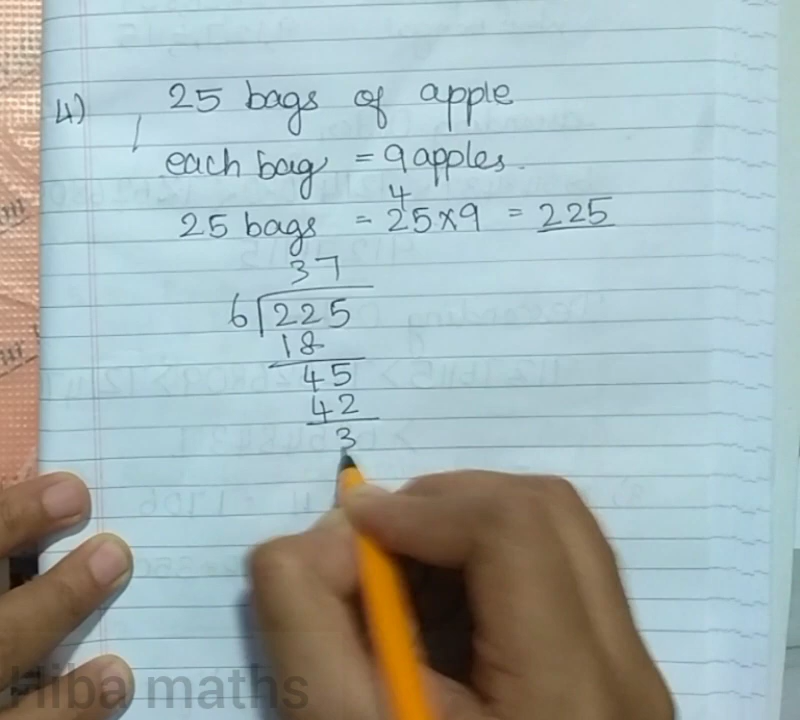 4) 25 bags of apple
each bag = 9 apples.
4
25 bags = 25×9 = 225
37
6 225
18
45
42
3
Hiba maths